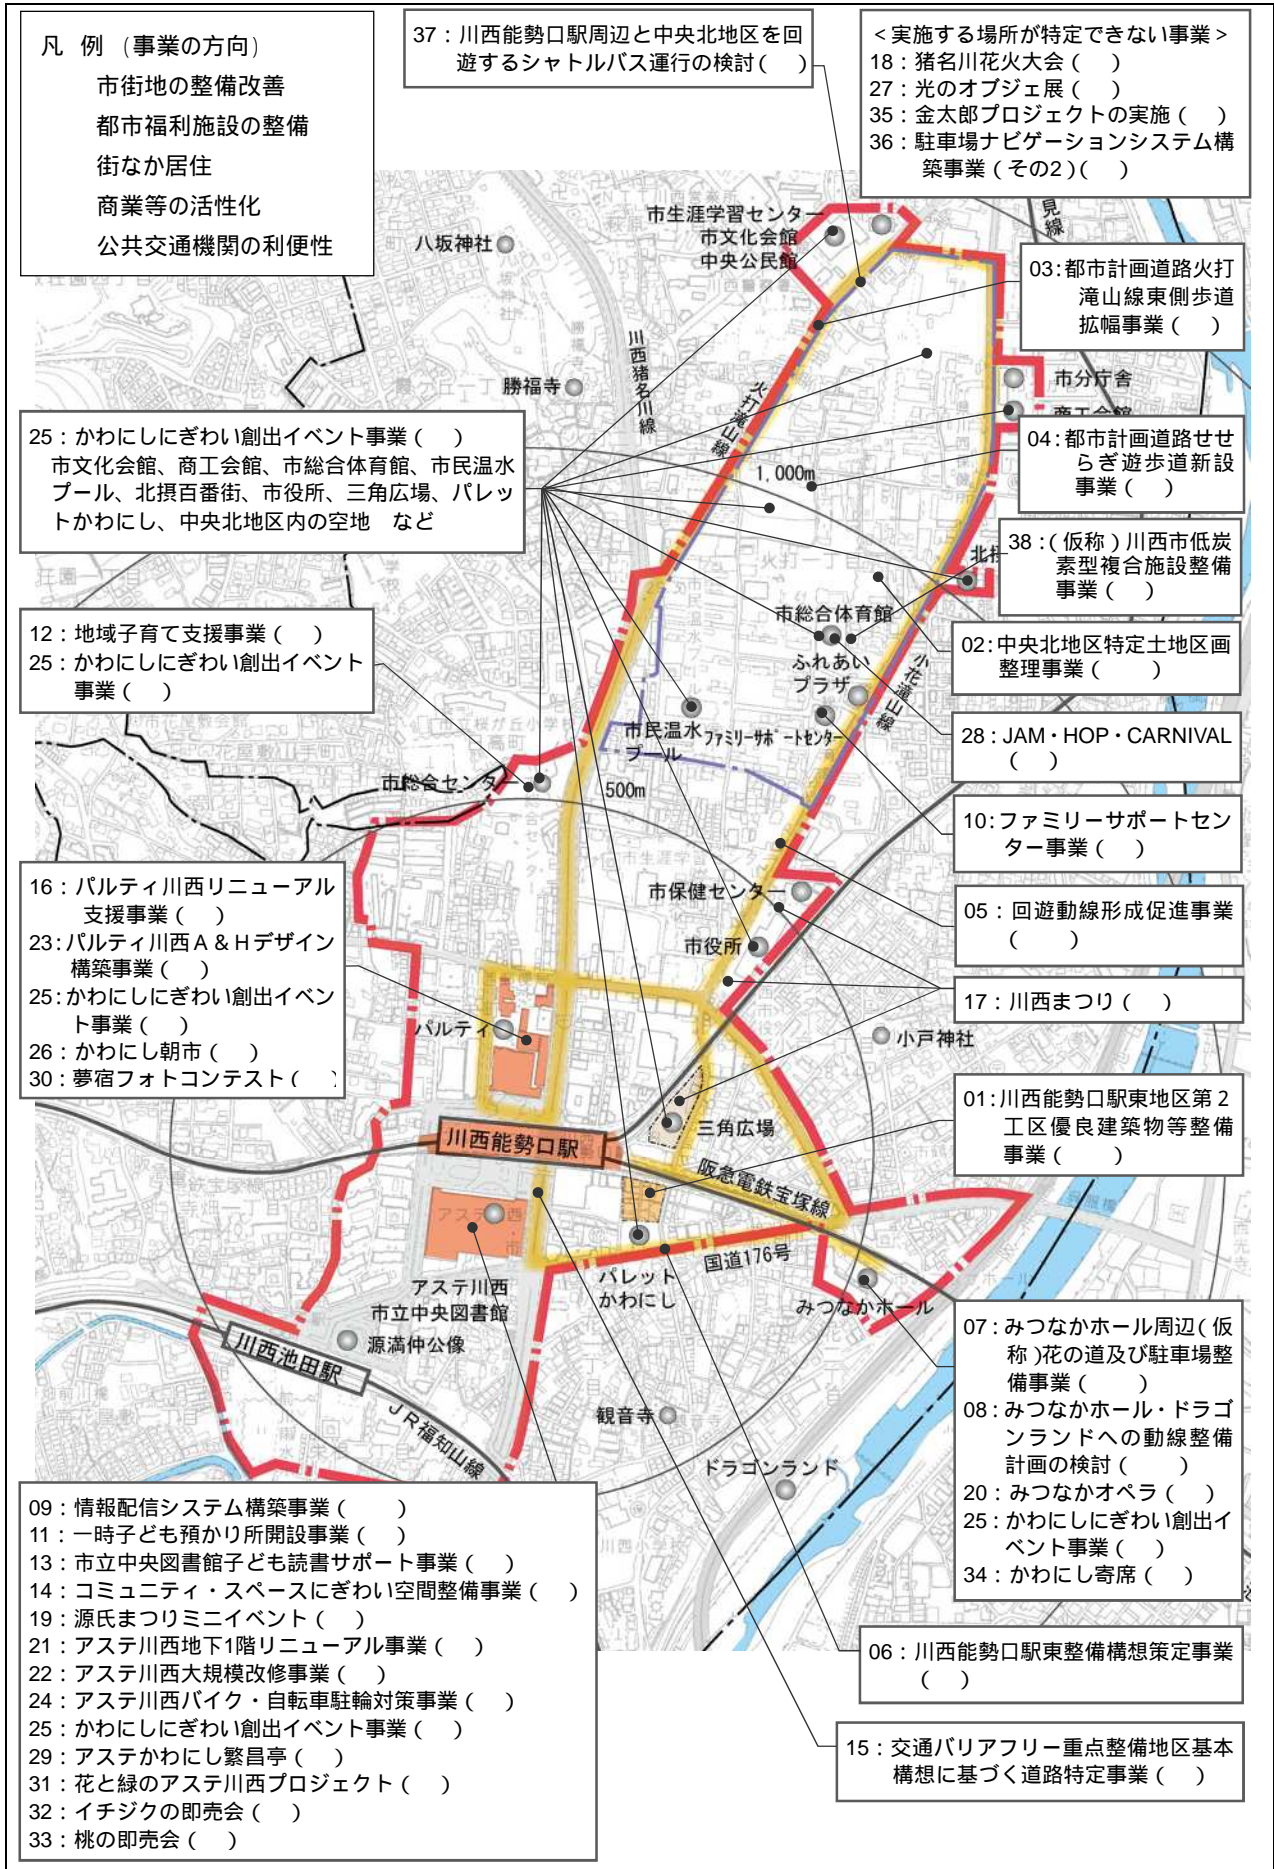 凡 例 (事業の方向)
市街地の整備改善
都市福利施設の整備
街なか居住
商業等の活性化
公共交通機関の利便性
37：川西能勢口駅周辺と中央北地区を回
遊するシャトルバス運行の検討(　)
＜実施する場所が特定できない事業＞
18：猪名川花火大会 (　)
27：光のオブジェ展 (　)
35：金太郎プロジェクトの実施 (　)
36：駐車場ナビゲーションシステム構
築事業 (その2)(　)
見線
市生涯学習センター
市文化会館
中央公民館
八坂神社
勝福寺
川西猪名川線
火打滝山線
03：都市計画道路火打
滝山線東側歩道
拡幅事業 (　)
市分庁舎
商工会館
25：かわにしにぎわい創出イベント事業 (　)
市文化会館、商工会館、市総合体育館、市民温水
プール、北摂百番街、市役所、三角広場、パレッ
トかわにし、中央北地区内の空地　など
04：都市計画道路せせ
らぎ遊歩道新設
事業 (　)
1,000m
38：(仮称) 川西市低炭
素型複合施設整備
事業 (　)
北摂
火打一丁目
12：地域子育て支援事業 (　)
25：かわにしにぎわい創出イベント
事業 (　)
市総合体育館
ふれあい
プラザ
小花滝山線
02：中央北地区特定土地区画
整理事業 (　)
市民温水
プール
ファミリーサポートセンター
28：JAM・HOP・CARNIVAL
(　)
市総合センター
500m
10：ファミリーサポートセン
ター事業 (　)
16：パルティ川西リニューアル
支援事業 (　)
23：パルティ川西A＆Hデザイン
構築事業 (　)
25：かわにしにぎわい創出イベン
ト事業 (　)
26：かわにし朝市 (　)
30：夢宿フォトコンテスト (　)
市保健センター
市役所
05：回遊動線形成促進事業
(　)
17：川西まつり (　)
パルティ
小戸神社
01：川西能勢口駅東地区第2
工区優良建築物等整備
事業 (　)
川西能勢口駅
三角広場
阪急電鉄宝塚線
国道176号
アステ川西
市立中央図書館
パレット
かわにし
みつなかホール
源満仲公像
川西池田駅
JR福知山線
観音寺
ドラゴンランド
07：みつなかホール周辺(仮
称)花の道及び駐車場整
備事業 (　)
08：みつなかホール・ドラゴ
ンランドへの動線整備
計画の検討 (　)
20：みつなかオペラ (　)
25：かわにしにぎわい創出イ
ベント事業 (　)
34：かわにし寄席 (　)
09：情報配信システム構築事業 (　)
11：一時子ども預かり所開設事業 (　)
13：市立中央図書館子ども読書サポート事業 (　)
14：コミュニティ・スペースにぎわい空間整備事業 (　)
19：源氏まつりミニイベント (　)
21：アステ川西地下1階リニューアル事業 (　)
22：アステ川西大規模改修事業 (　)
24：アステ川西バイク・自転車駐輪対策事業 (　)
25：かわにしにぎわい創出イベント事業 (　)
29：アステかわにし繁昌亭 (　)
31：花と緑のアステ川西プロジェクト (　)
32：イチジクの即売会 (　)
33：桃の即売会 (　)
06：川西能勢口駅東整備構想策定事業
(　)
15：交通バリアフリー重点整備地区基本
構想に基づく道路特定事業 (　)